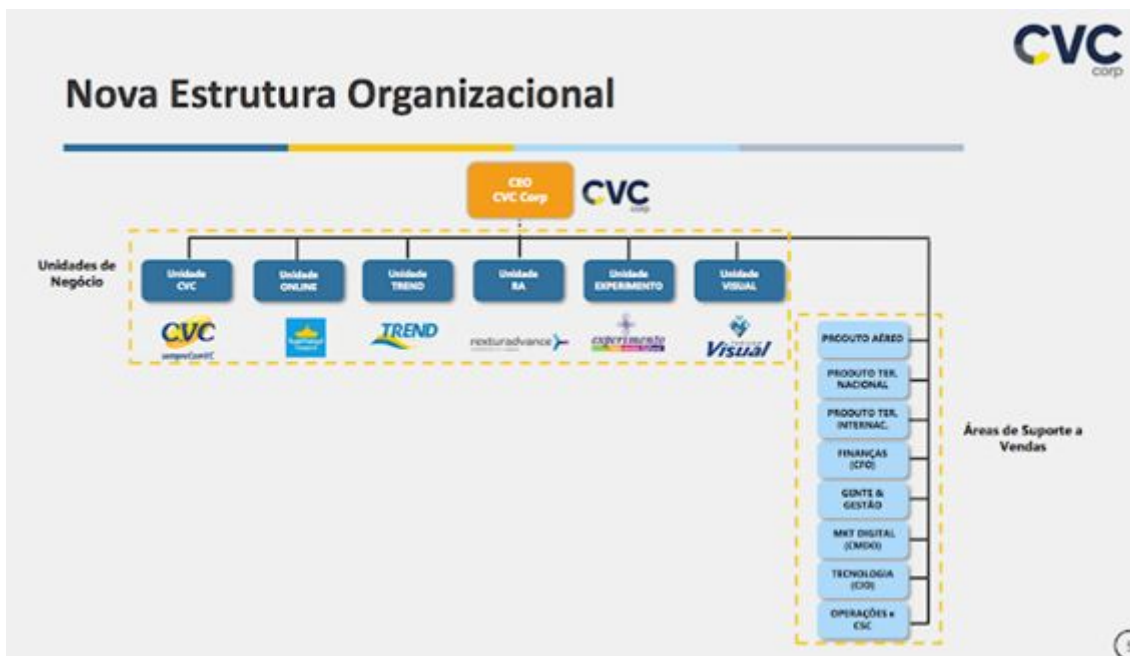 CVC
corp
Nova Estrutura Organizacional
CEO
CVC Corp
CVC
corp
Unidades de
Negócio
Unidade
CVC
Unidade
ONLINE
Unidade
TREND
Unidade
RA
Unidade
EXPERIMENTO
Unidade
VISUAL
CVC
TREND
rexturadvance
experimento
Visual
PRODUTO AÉREO
PRODUTO TER.
NACIONAL
PRODUTO TER.
INTERNAC.
FINANÇAS
(CFO)
GENTE &
GESTÃO
MKT DIGITAL
(CMDO)
TECNOLOGIA
(CIO)
OPERAÇÕES e
CSC
Áreas de Suporte a
Vendas